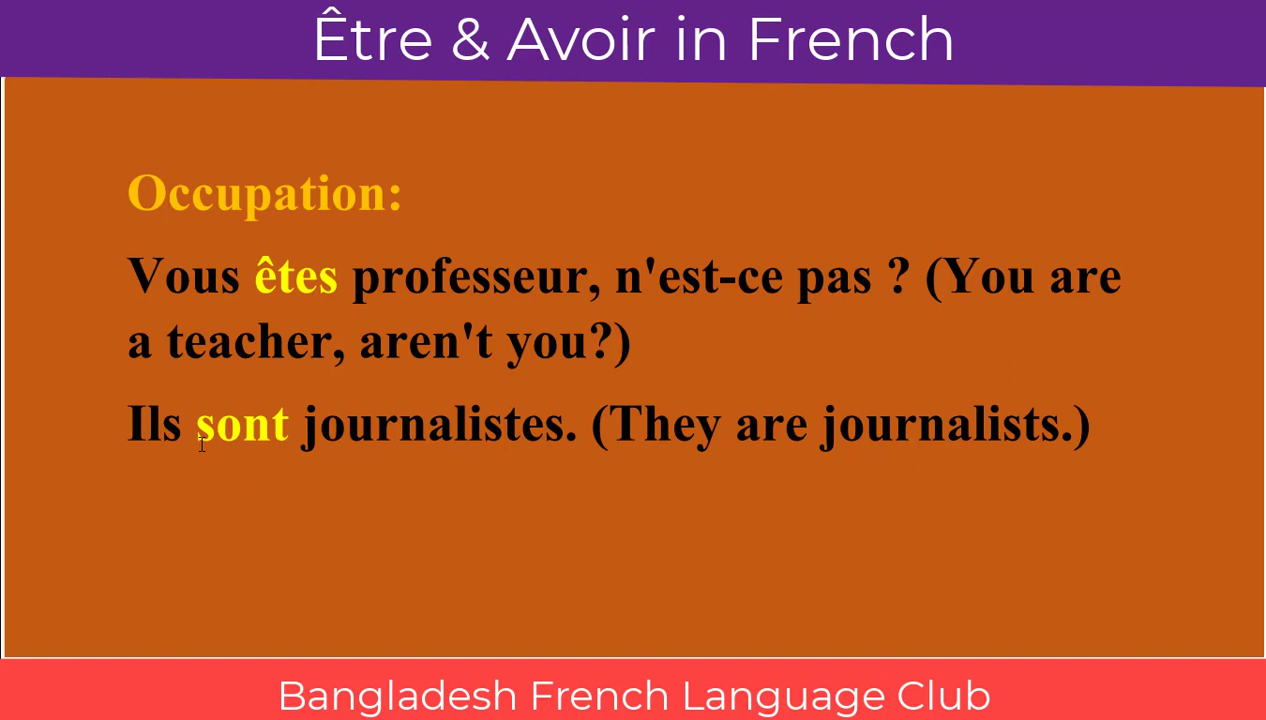 Être & Avoir in French
Occupation:
Vous êtes professeur, n'est-ce pas ? (You are
a teacher, aren't you?)
Ils sont journalistes. (They are journalists.)
Bangladesh French Language Club